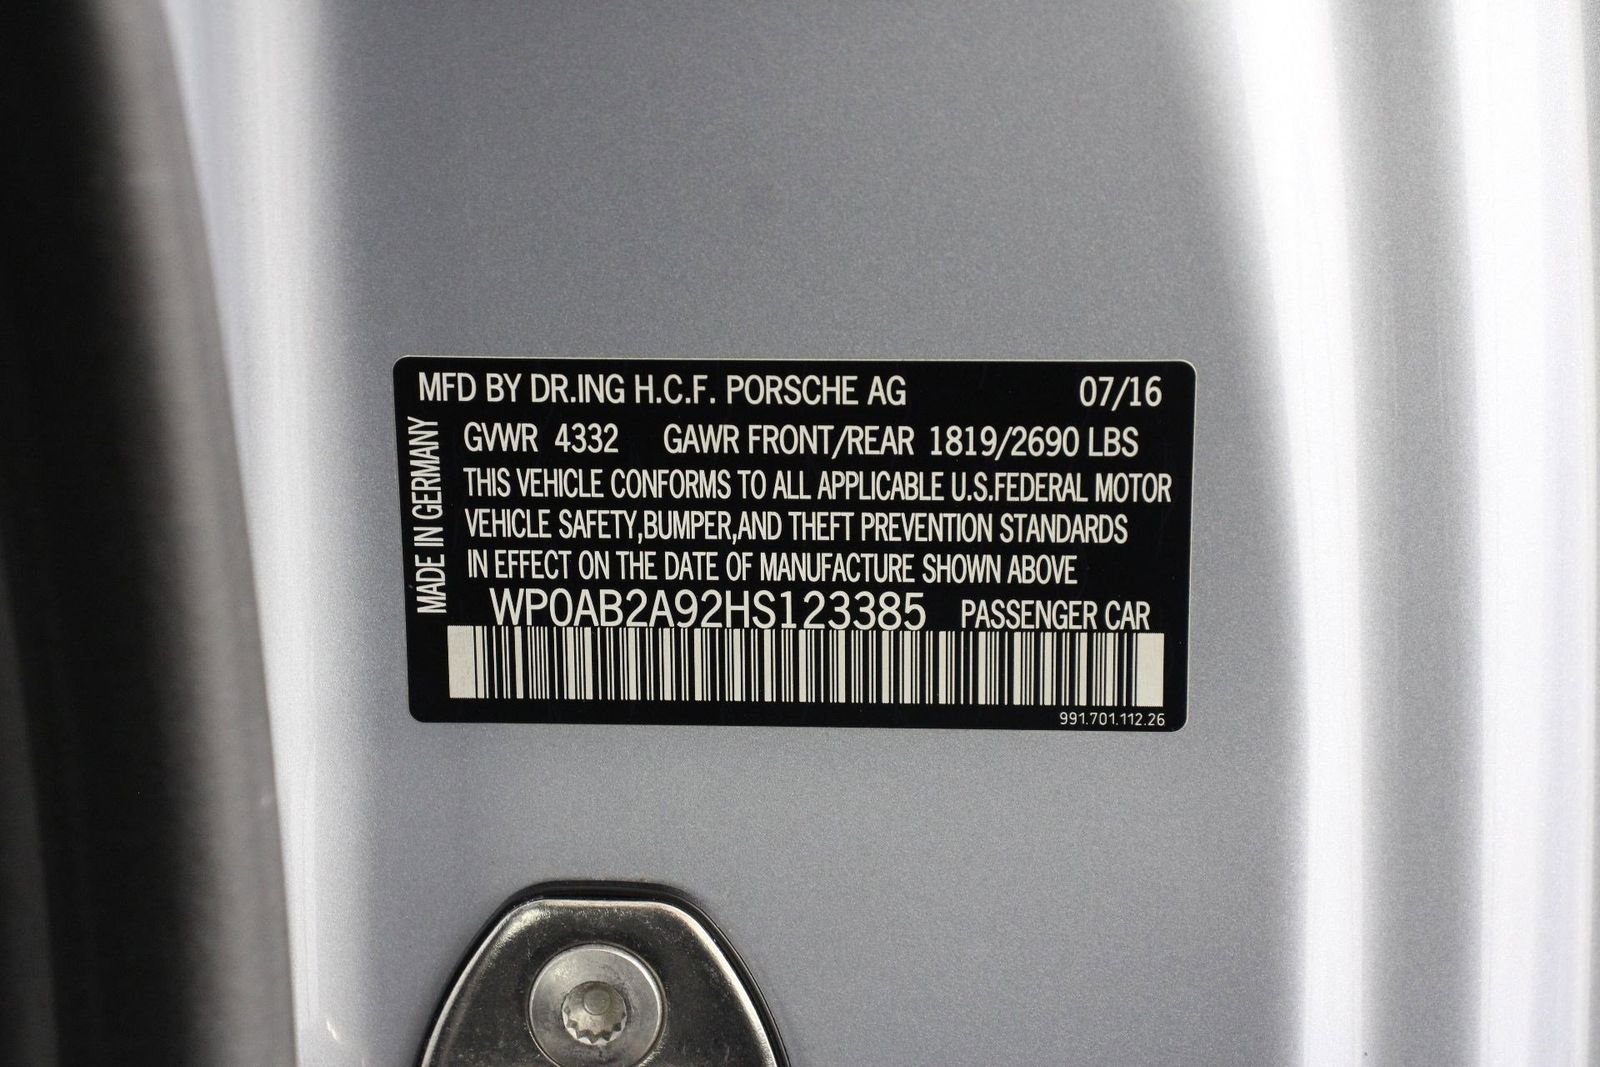 MFD BY DR.ING H.C.F. PORSCHE AG 07/16
GVWR 4332 GAWR FRONT/REAR 1819/2690 LBS
THIS VEHICLE CONFORMS TO ALL APPLICABLE U.S.FEDERAL MOTOR
VEHICLE SAFETY,BUMPER,AND THEFT PREVENTION STANDARDS
IN EFFECT ON THE DATE OF MANUFACTURE SHOWN ABOVE
WP0AB2A92HS123385 PASSENGER CAR
991.701.112.26
MADE IN GERMANY